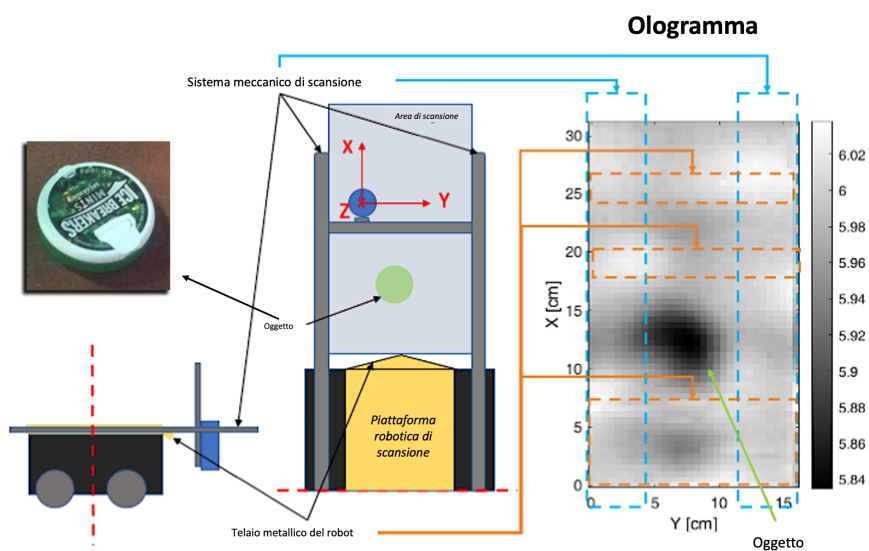 Ologramma
Sistema meccanico di scansione
Area di scansione
X
Y
Z
X
ICE BREAKERS
MINTS
Oggetto
Piattaforma
robotica di
scansione
Telaio metallico del robot
30
25
20
15
10
5
0
X [cm]
0
5
10
15
Y [cm]
6.02
6
5.98
5.96
5.94
5.92
5.9
5.88
5.86
5.84
Oggetto